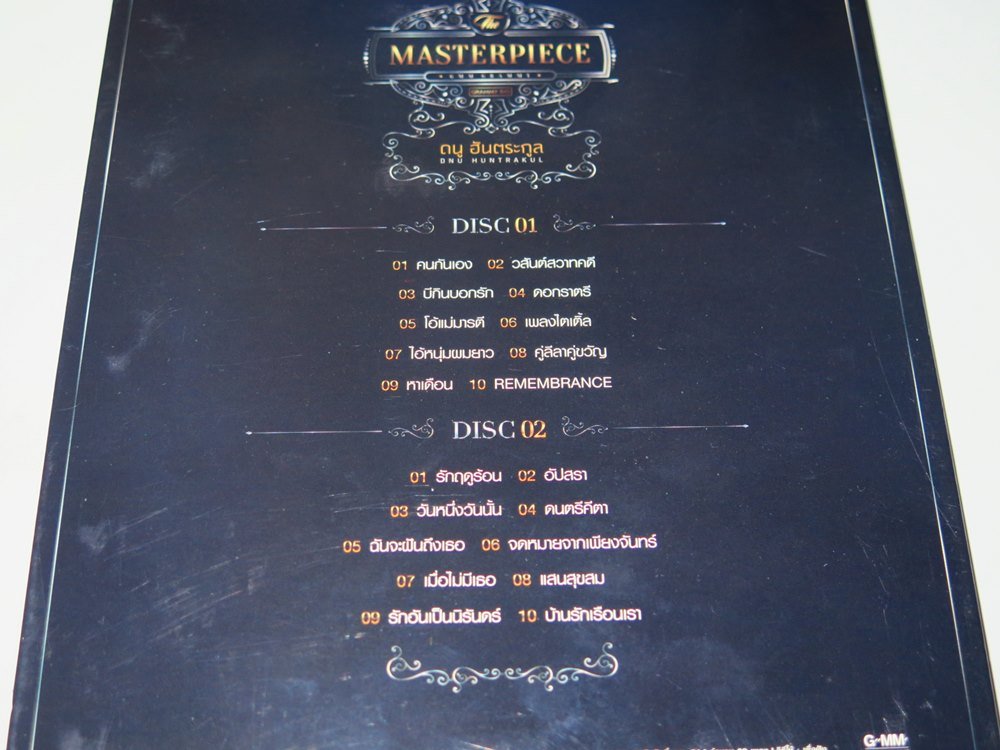 The
MASTERPIECE
GMM GRAMMY
GRAMMY BIG
ดนู ฮันตระกูล
DNU HUNTRAKUL
DISC 01
01 คนกันเอง 02 วสันต์สวาทคดี
03 บีกินบอกรัก 04 ดอกราตรี
05 โอ้แม่มารตี 06 เพลงไตเติ้ล
07 ไอ้หนุ่มผมยาว 08 คู่ลีลาคู่ขวัญ
09 หาเดือน 10 REMEMBRANCE
DISC 02
01 รักฤดูร้อน 02 อัปสรา
03 วันหนึ่งวันนั้น 04 ดนตรีคีตา
05 ฉันจะฝันถึงเธอ 06 จดหมายจากเพียงจันทร์
07 เมื่อไม่มีเธอ 08 แสนสุขสม
09 รักอันเป็นนิรันดร์ 10 บ้านรักเรือนเรา
GMM